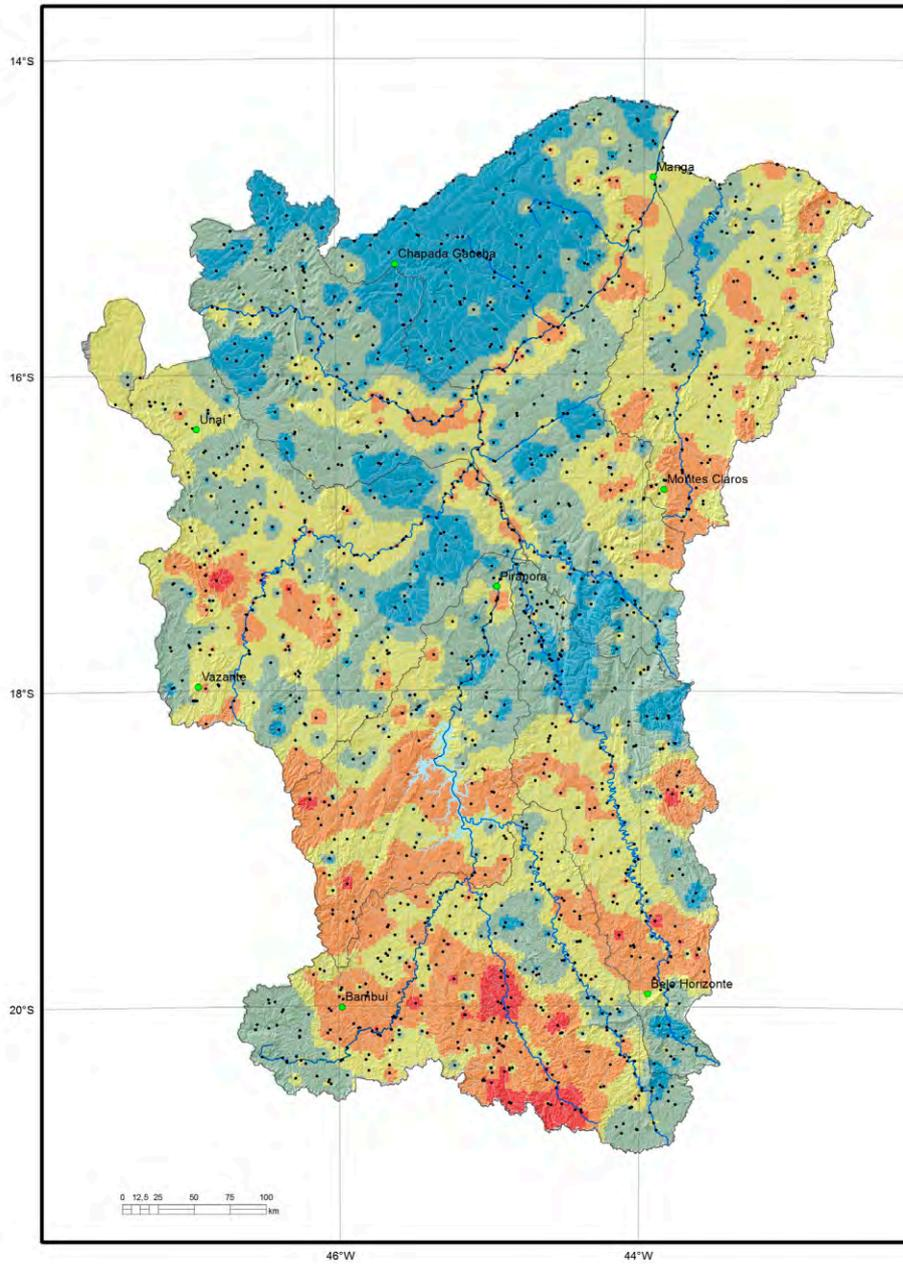 14°S
Manga
Chapada Gaúcha
16°S
Unaí
Montes Claros
Pirapora
Vazante
18°S
Belo Horizonte
20°S
Bambuí
0 12,5 25 50 75 100
km
46°W 44°W